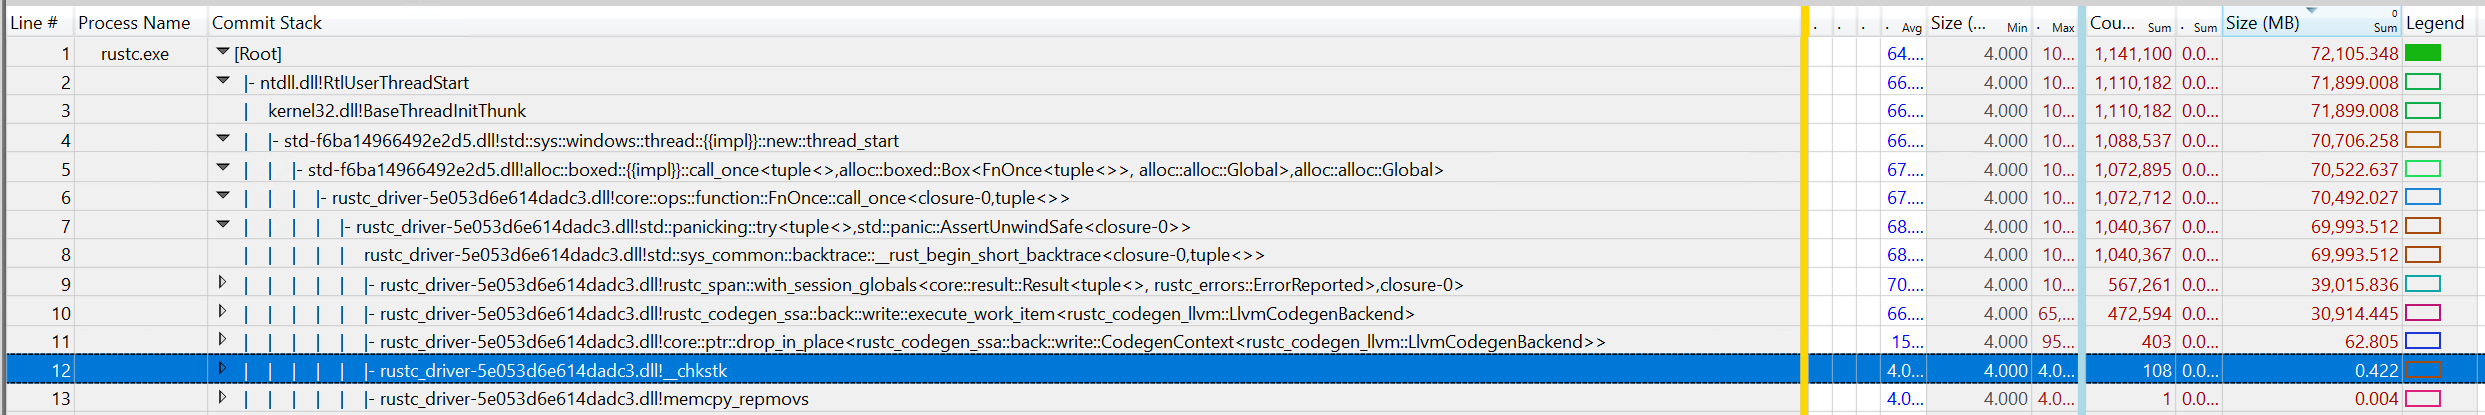 Line # Process Name Commit Stack . . . . Avg Size (... Min . Max Cou... Sum . Sum Size (MB) 0 Sum Legend
1 rustc.exe [Root] 64.... 4.000 10... 1,141,100 0.0... 72,105.348
2 |- ntdll.dll!RtlUserThreadStart 66.... 4.000 10... 1,110,182 0.0... 71,899.008
3 | kernel32.dll!BaseThreadInitThunk 66.... 4.000 10... 1,110,182 0.0... 71,899.008
4 | |- std-f6ba14966492e2d5.dll!std::sys::windows::thread::{{impl}}::new::thread_start 66.... 4.000 10... 1,088,537 0.0... 70,706.258
5 | | |- std-f6ba14966492e2d5.dll!alloc::boxed::{{impl}}::call_once<tuple<>,alloc::boxed::Box<FnOnce<tuple<>>, alloc::alloc::Global>,alloc::alloc::Global> 67.... 4.000 10... 1,072,895 0.0... 70,522.637
6 | | | |- rustc_driver-5e053d6e614dadc3.dll!core::ops::function::FnOnce::call_once<closure-0,tuple<>> 67.... 4.000 10... 1,072,712 0.0... 70,492.027
7 | | | | |- rustc_driver-5e053d6e614dadc3.dll!std::panicking::try<tuple<>,std::panic::AssertUnwindSafe<closure-0>> 68.... 4.000 10... 1,040,367 0.0... 69,993.512
8 | | | | | rustc_driver-5e053d6e614dadc3.dll!std::sys_common::backtrace::__rust_begin_short_backtrace<closure-0,tuple<>> 68.... 4.000 10... 1,040,367 0.0... 69,993.512
9 | | | | | |- rustc_driver-5e053d6e614dadc3.dll!rustc_span::with_session_globals<core::result::Result<tuple<>, rustc_errors::ErrorReported>,closure-0> 70.... 4.000 10... 567,261 0.0... 39,015.836
10 | | | | | |- rustc_driver-5e053d6e614dadc3.dll!rustc_codegen_ssa::back::write::execute_work_item<rustc_codegen_llvm::LlvmCodegenBackend> 66.... 4.000 65,... 472,594 0.0... 30,914.445
11 | | | | | |- rustc_driver-5e053d6e614dadc3.dll!core::ptr::drop_in_place<rustc_codegen_ssa::back::write::CodegenContext<rustc_codegen_llvm::LlvmCodegenBackend>> 15... 4.000 95... 403 0.0... 62.805
12 | | | | | |- rustc_driver-5e053d6e614dadc3.dll!__chkstk 4.0... 4.000 4.0... 108 0.0... 0.422
13 | | | | | |- rustc_driver-5e053d6e614dadc3.dll!memcpy_repmovs 4.0... 4.000 4.0... 1 0.0... 0.004